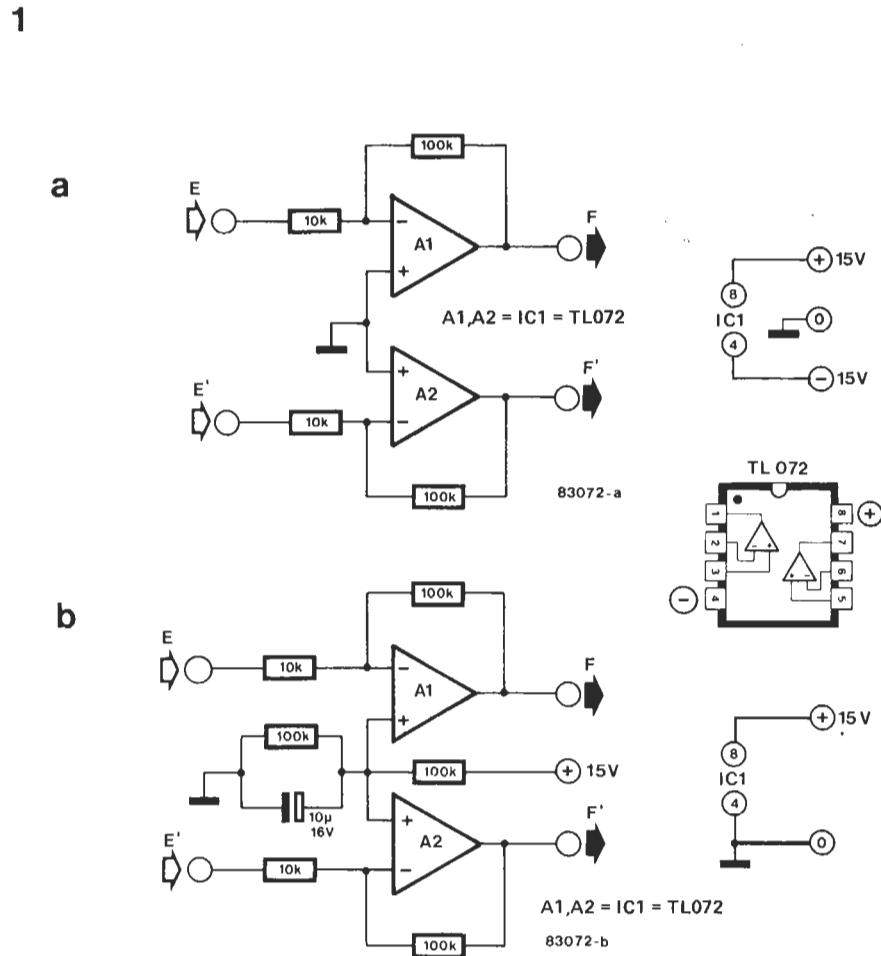 1
a
100k
E
10k
−
A1
+
F
A1,A2 = IC1 = TL072
+ 15V
8
IC1
0
4
− 15V
E'
10k
+
A2
−
F'
100k
83072-a
TL 072
1
2
3
4
8
7
6
5
+
−
− +
+ −
b
100k
E
10k
−
A1
+
F
100k
10µ
16V
100k
+ 15V
+ 15V
8
IC1
4
0
E'
10k
+
A2
−
F'
100k
A1,A2 = IC1 = TL072
83072-b